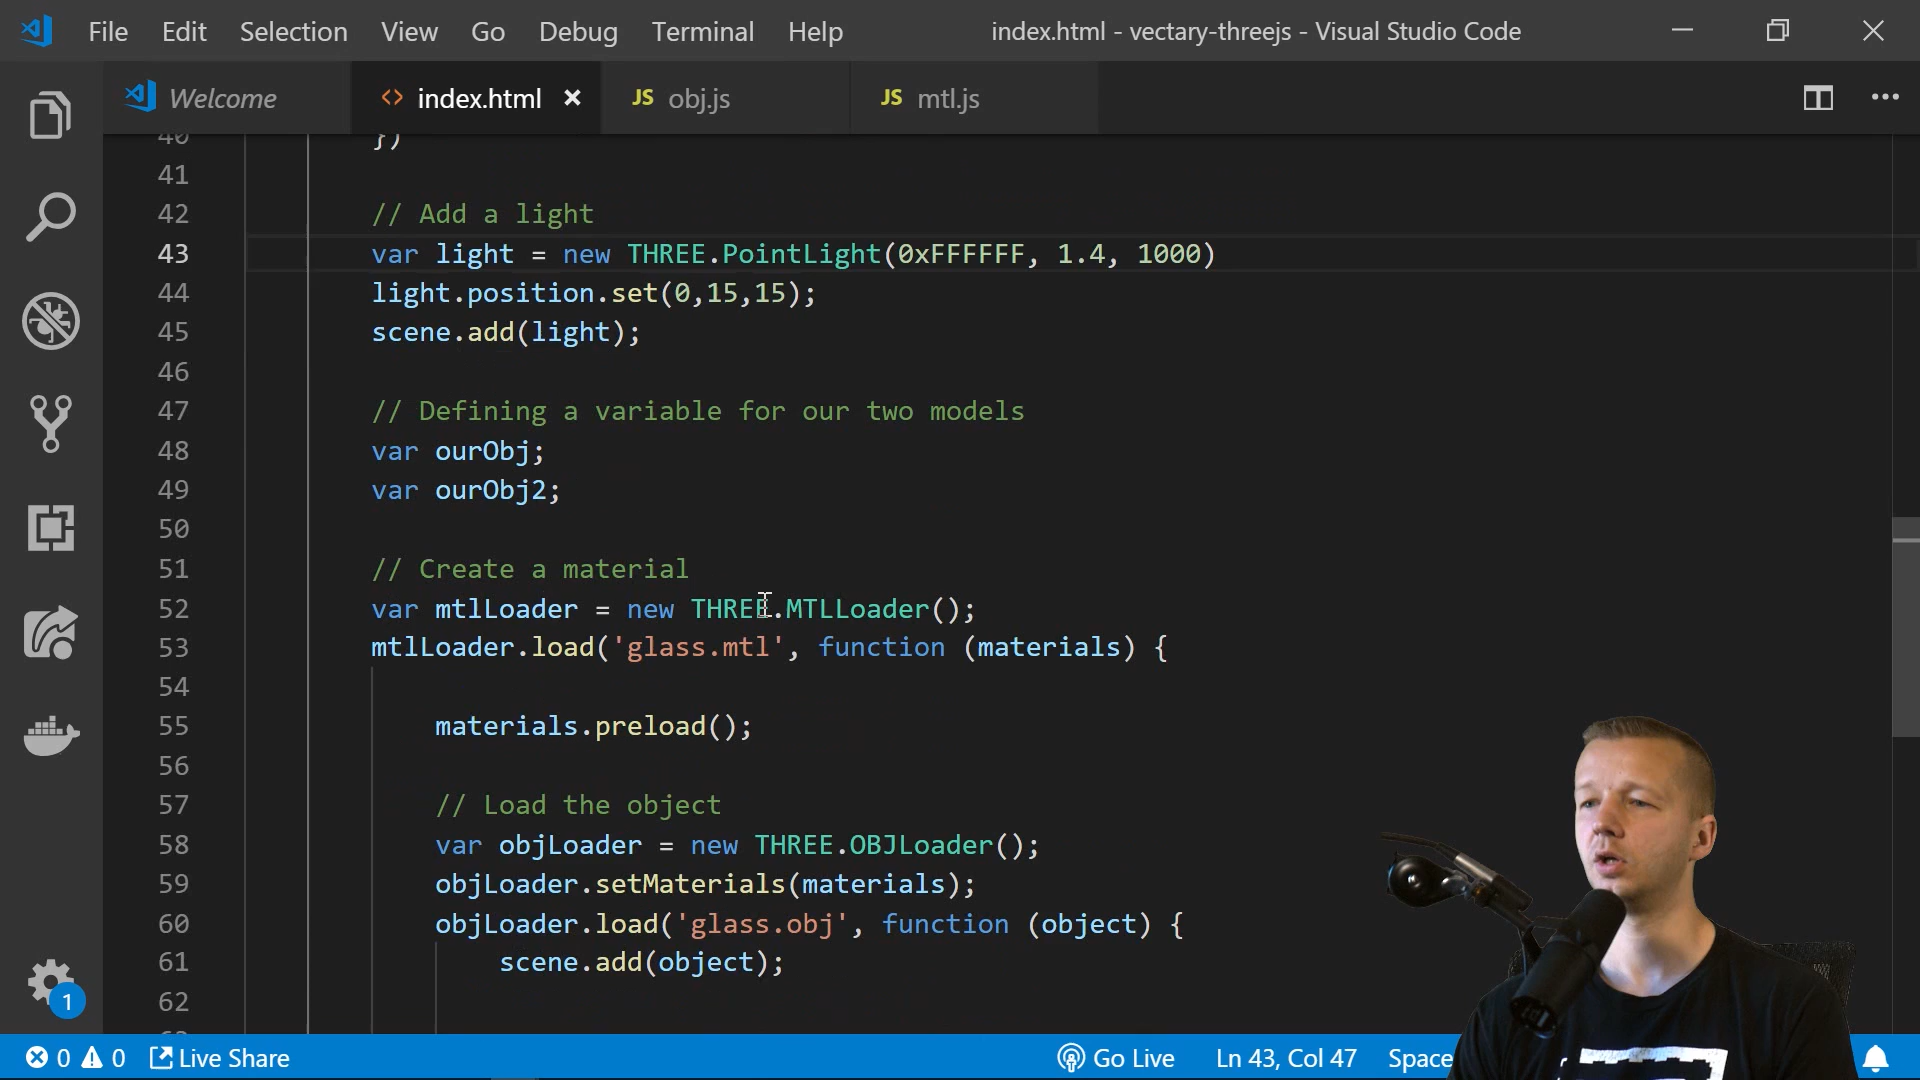 File Edit Selection View Go Debug Terminal Help index.html - vectary-threejs - Visual Studio Code
Welcome <> index.html × JS obj.js JS mtl.js
40 })
41
42 // Add a light
43 var light = new THREE.PointLight(0xFFFFFF, 1.4, 1000)
44 light.position.set(0,15,15);
45 scene.add(light);
46
47 // Defining a variable for our two models
48 var ourObj;
49 var ourObj2;
50
51 // Create a material
52 var mtlLoader = new THREE.MTLLoader();
53 mtlLoader.load('glass.mtl', function (materials) {
54
55 materials.preload();
56
57 // Load the object
58 var objLoader = new THREE.OBJLoader();
59 objLoader.setMaterials(materials);
60 objLoader.load('glass.obj', function (object) {
61 scene.add(object);
62
1
0 0 Live Share Go Live Ln 43, Col 47 Space